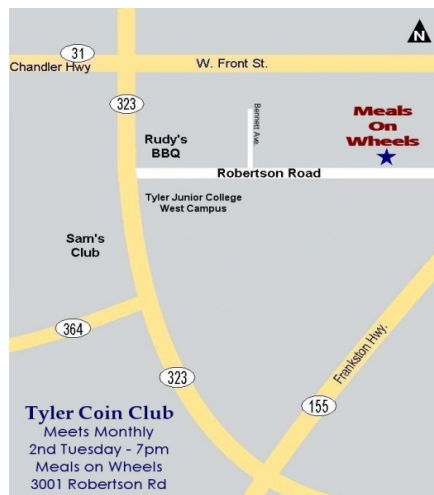 N
31
Chandler Hwy
W. Front St.
323
Rudy's
BBQ
Bennett Ave.
Meals
On
Wheels
Robertson Road
Tyler Junior College
West Campus
Sam's
Club
364
323
Frankston Hwy.
155
Tyler Coin Club
Meets Monthly
2nd Tuesday - 7pm
Meals on Wheels
3001 Robertson Rd